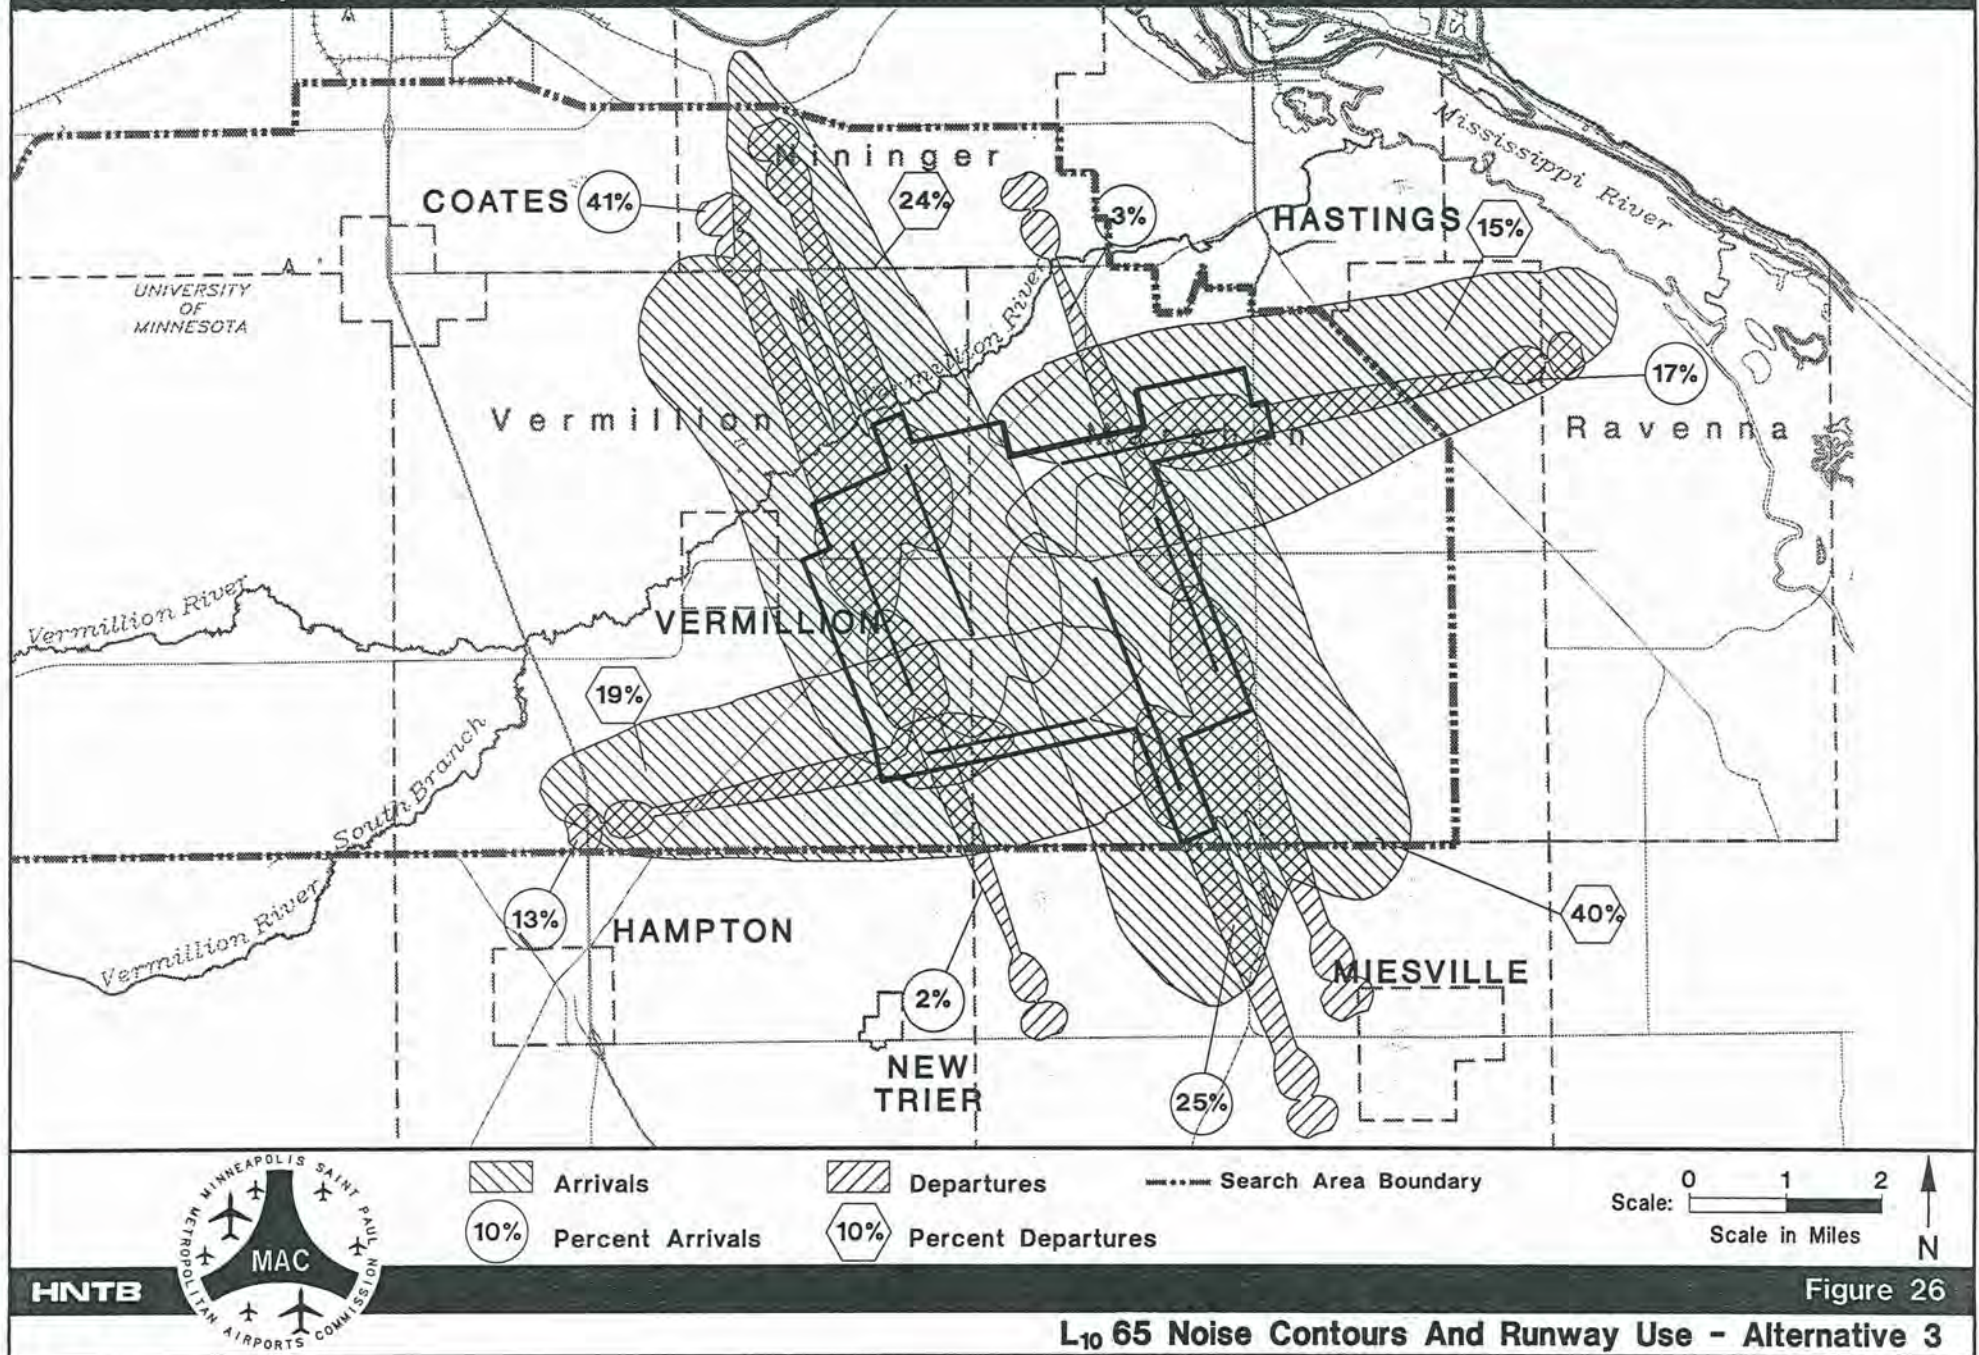 Nininger
COATES
41%
24%
3%
HASTINGS
15%
Mississippi River
UNIVERSITY
OF
MINNESOTA
Vermillion River
17%
Vermillion
Ravenna
Vermillion River
VERMILLION
19%
South Branch
Vermillion River
13%
HAMPTON
40%
MIESVILLE
2%
NEW
TRIER
25%
Arrivals
Departures
Search Area Boundary
10%
Percent Arrivals
10%
Percent Departures
Scale:
0 1 2
Scale in Miles
N
METROPOLITAN MINNEAPOLIS SAINT PAUL AIRPORTS COMMISSION
MAC
HNTB
Figure 26
L10 65 Noise Contours And Runway Use - Alternative 3